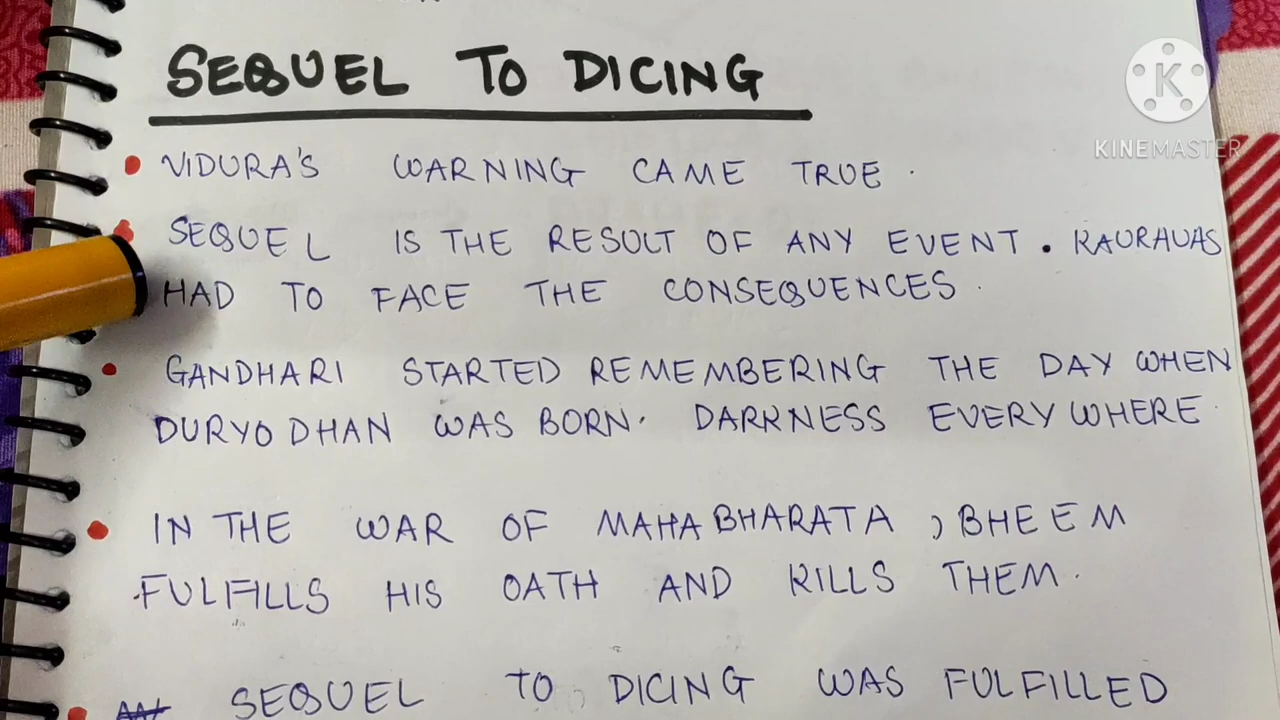 SEQUEL TO DICING
K
KINEMASTER
• VIDURA'S WARNING CAME TRUE.
• SEQUEL IS THE RESULT OF ANY EVENT. KAURAVAS
HAD TO FACE THE CONSEQUENCES.
• GANDHARI STARTED REMEMBERING THE DAY WHEN
DURYODHAN WAS BORN. DARKNESS EVERYWHERE.
• IN THE WAR OF MAHABHARATA, BHEEM
FULFILLS HIS OATH AND KILLS THEM.
• SEQUEL TO DICING WAS FULFILLED